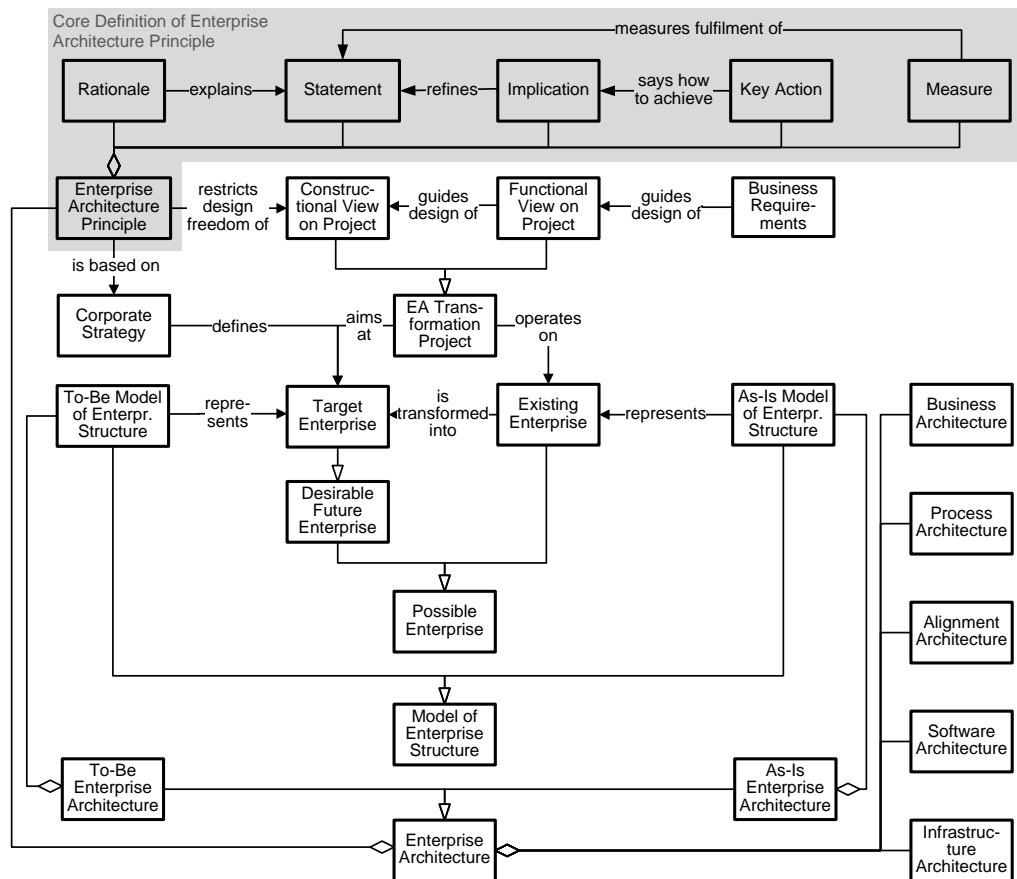 Core Definition of Enterprise
Architecture Principle
measures fulfilment of
Rationale
explains
Statement
refines
Implication
says how
to achieve
Key Action
Measure
Enterprise
Architecture
Principle
restricts
design
freedom of
Construc-
tional View
on Project
guides
design of
Functional
View on
Project
guides
design of
Business
Require-
ments
is based on
Corporate
Strategy
defines
aims
at
EA Trans-
formation
Project
operates
on
To-Be Model
of Enterpr.
Structure
repre-
sents
Target
Enterprise
is
transformed
into
Existing
Enterprise
represents
As-Is Model
of Enterpr.
Structure
Business
Architecture
Desirable
Future
Enterprise
Process
Architecture
Possible
Enterprise
Alignment
Architecture
Model of
Enterprise
Structure
Software
Architecture
To-Be
Enterprise
Architecture
As-Is
Enterprise
Architecture
Enterprise
Architecture
Infrastruc-
ture
Architecture